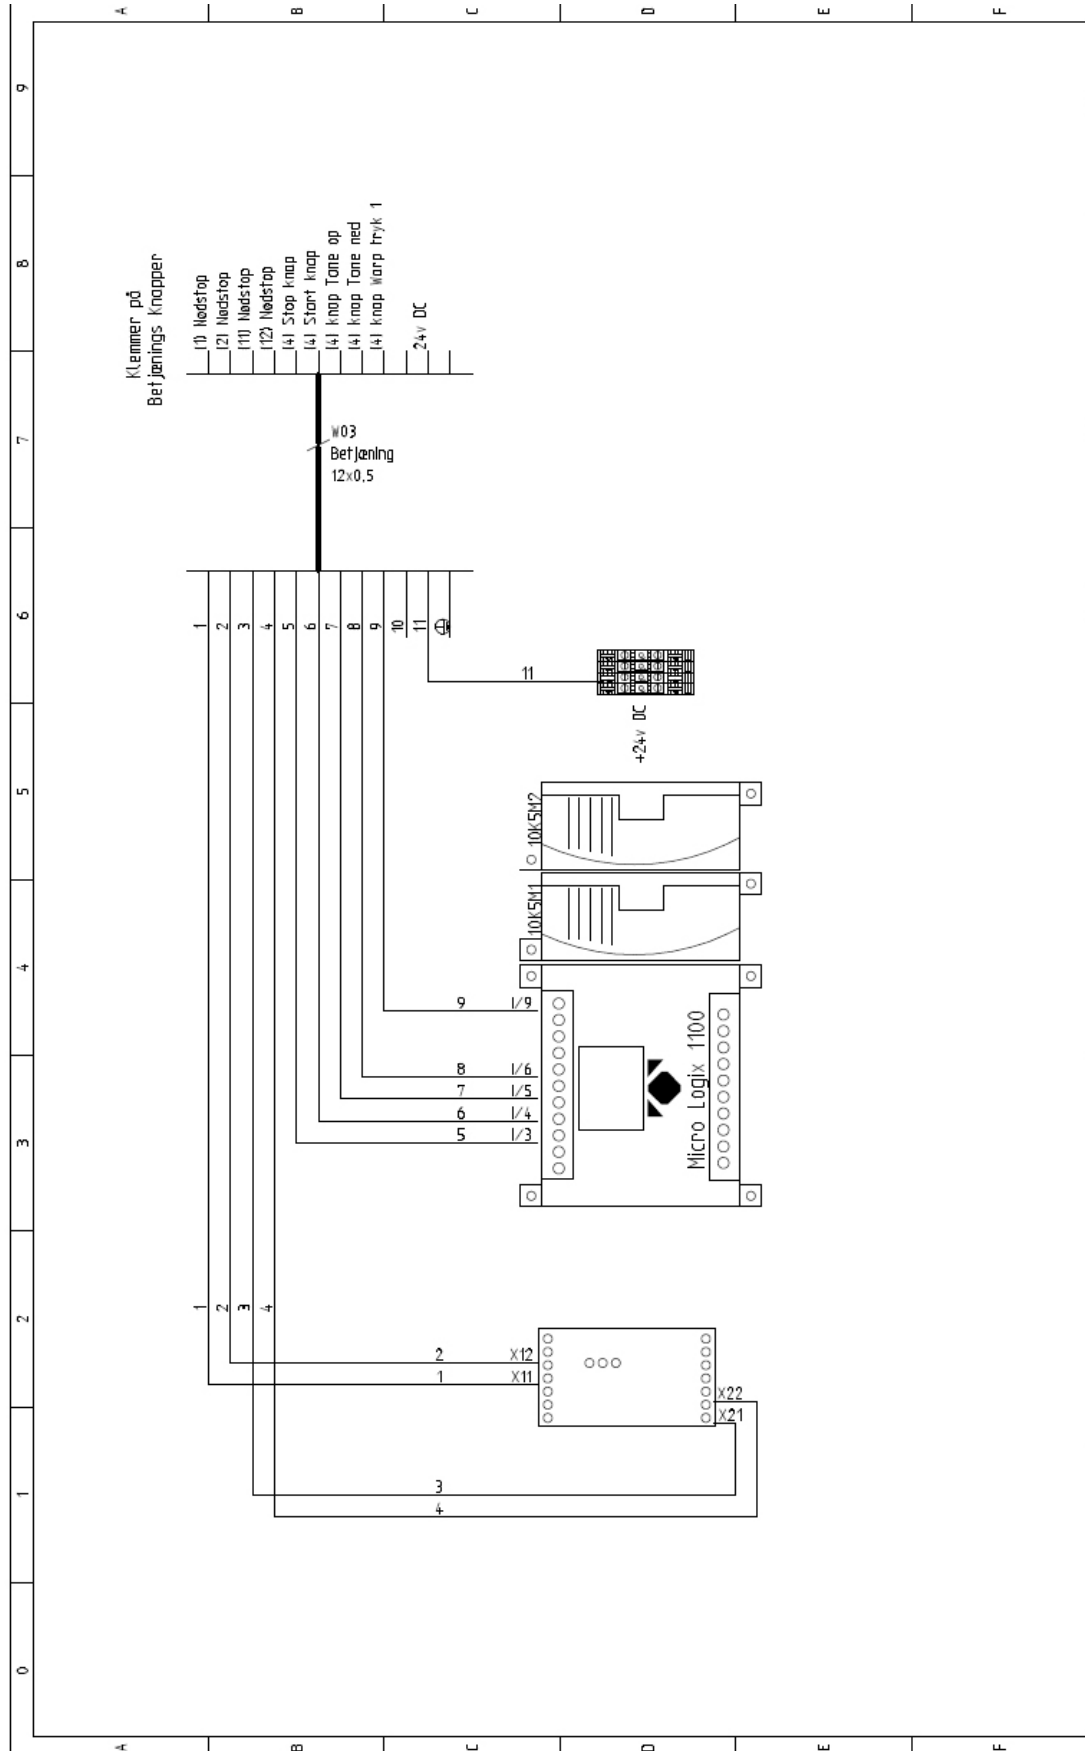 A B C D E F
9
8
7
6
5
4
3
2
1
0
Klemmer på
Betjænings Knapper
(1) Nødstop
(2) Nødstop
(11) Nødstop
(12) Nødstop
(4) Stop knap
(4) Start knap
(4) knap Tane op
(4) knap Tane ned
(4) knap Warp tryk 1
24v DC
W03
Betjæning
12x0,5
1
2
3
4
5
6
7
8
9
10
11
11
+24v DC
10K5M2
10K5M1
9 I/9
8 I/6
7 I/5
6 I/4
5 I/3
Micro Logix 1100
1
2
3
4
2 X12
1 X11
X22
X21
3
4
A B C D E F